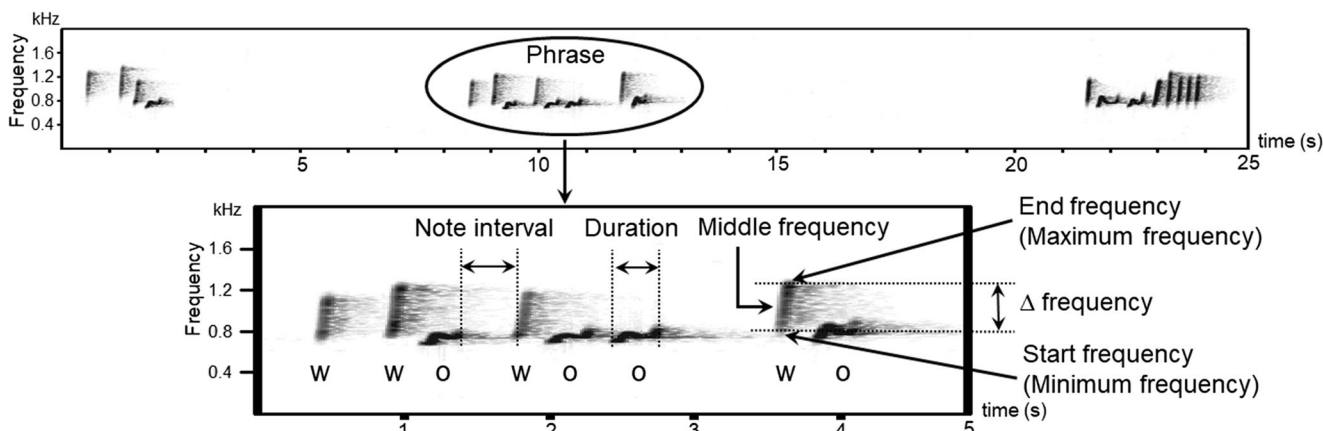 kHz
1.6
1.2
0.8
0.4
Frequency
Phrase
5
10
15
20
25
time (s)
kHz
1.6
1.2
0.8
0.4
Frequency
Note interval
Duration
Middle frequency
End frequency
(Maximum frequency)
Δ frequency
Start frequency
(Minimum frequency)
w w o w o o w o
1
2
3
4
5
time (s)